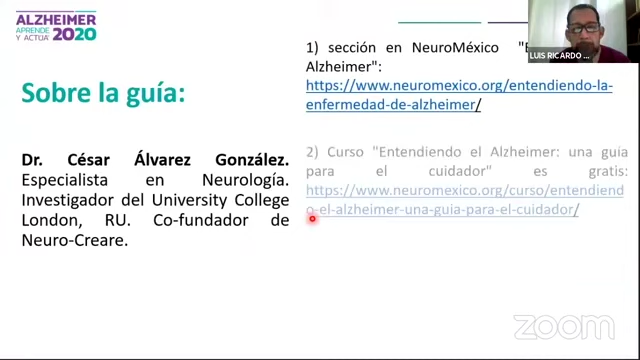 ALZHEIMER
APRENDE
Y ACTÚA 2020
Sobre la guía:
Dr. César Álvarez González.
Especialista en Neurología.
Investigador del University College
London, RU. Co-fundador de
Neuro-Creare.
1) sección en NeuroMéxico
Alzheimer":
https://www.neuromexico.org/entendiendo-la-
enfermedad-de-alzheimer/
2) Curso "Entendiendo el Alzheimer: una guía
para el cuidador" es gratis:
https://www.neuromexico.org/curso/entendiend
o-el-alzheimer-una-guia-para-el-cuidador/
LUIS RICARDO ...
zoom